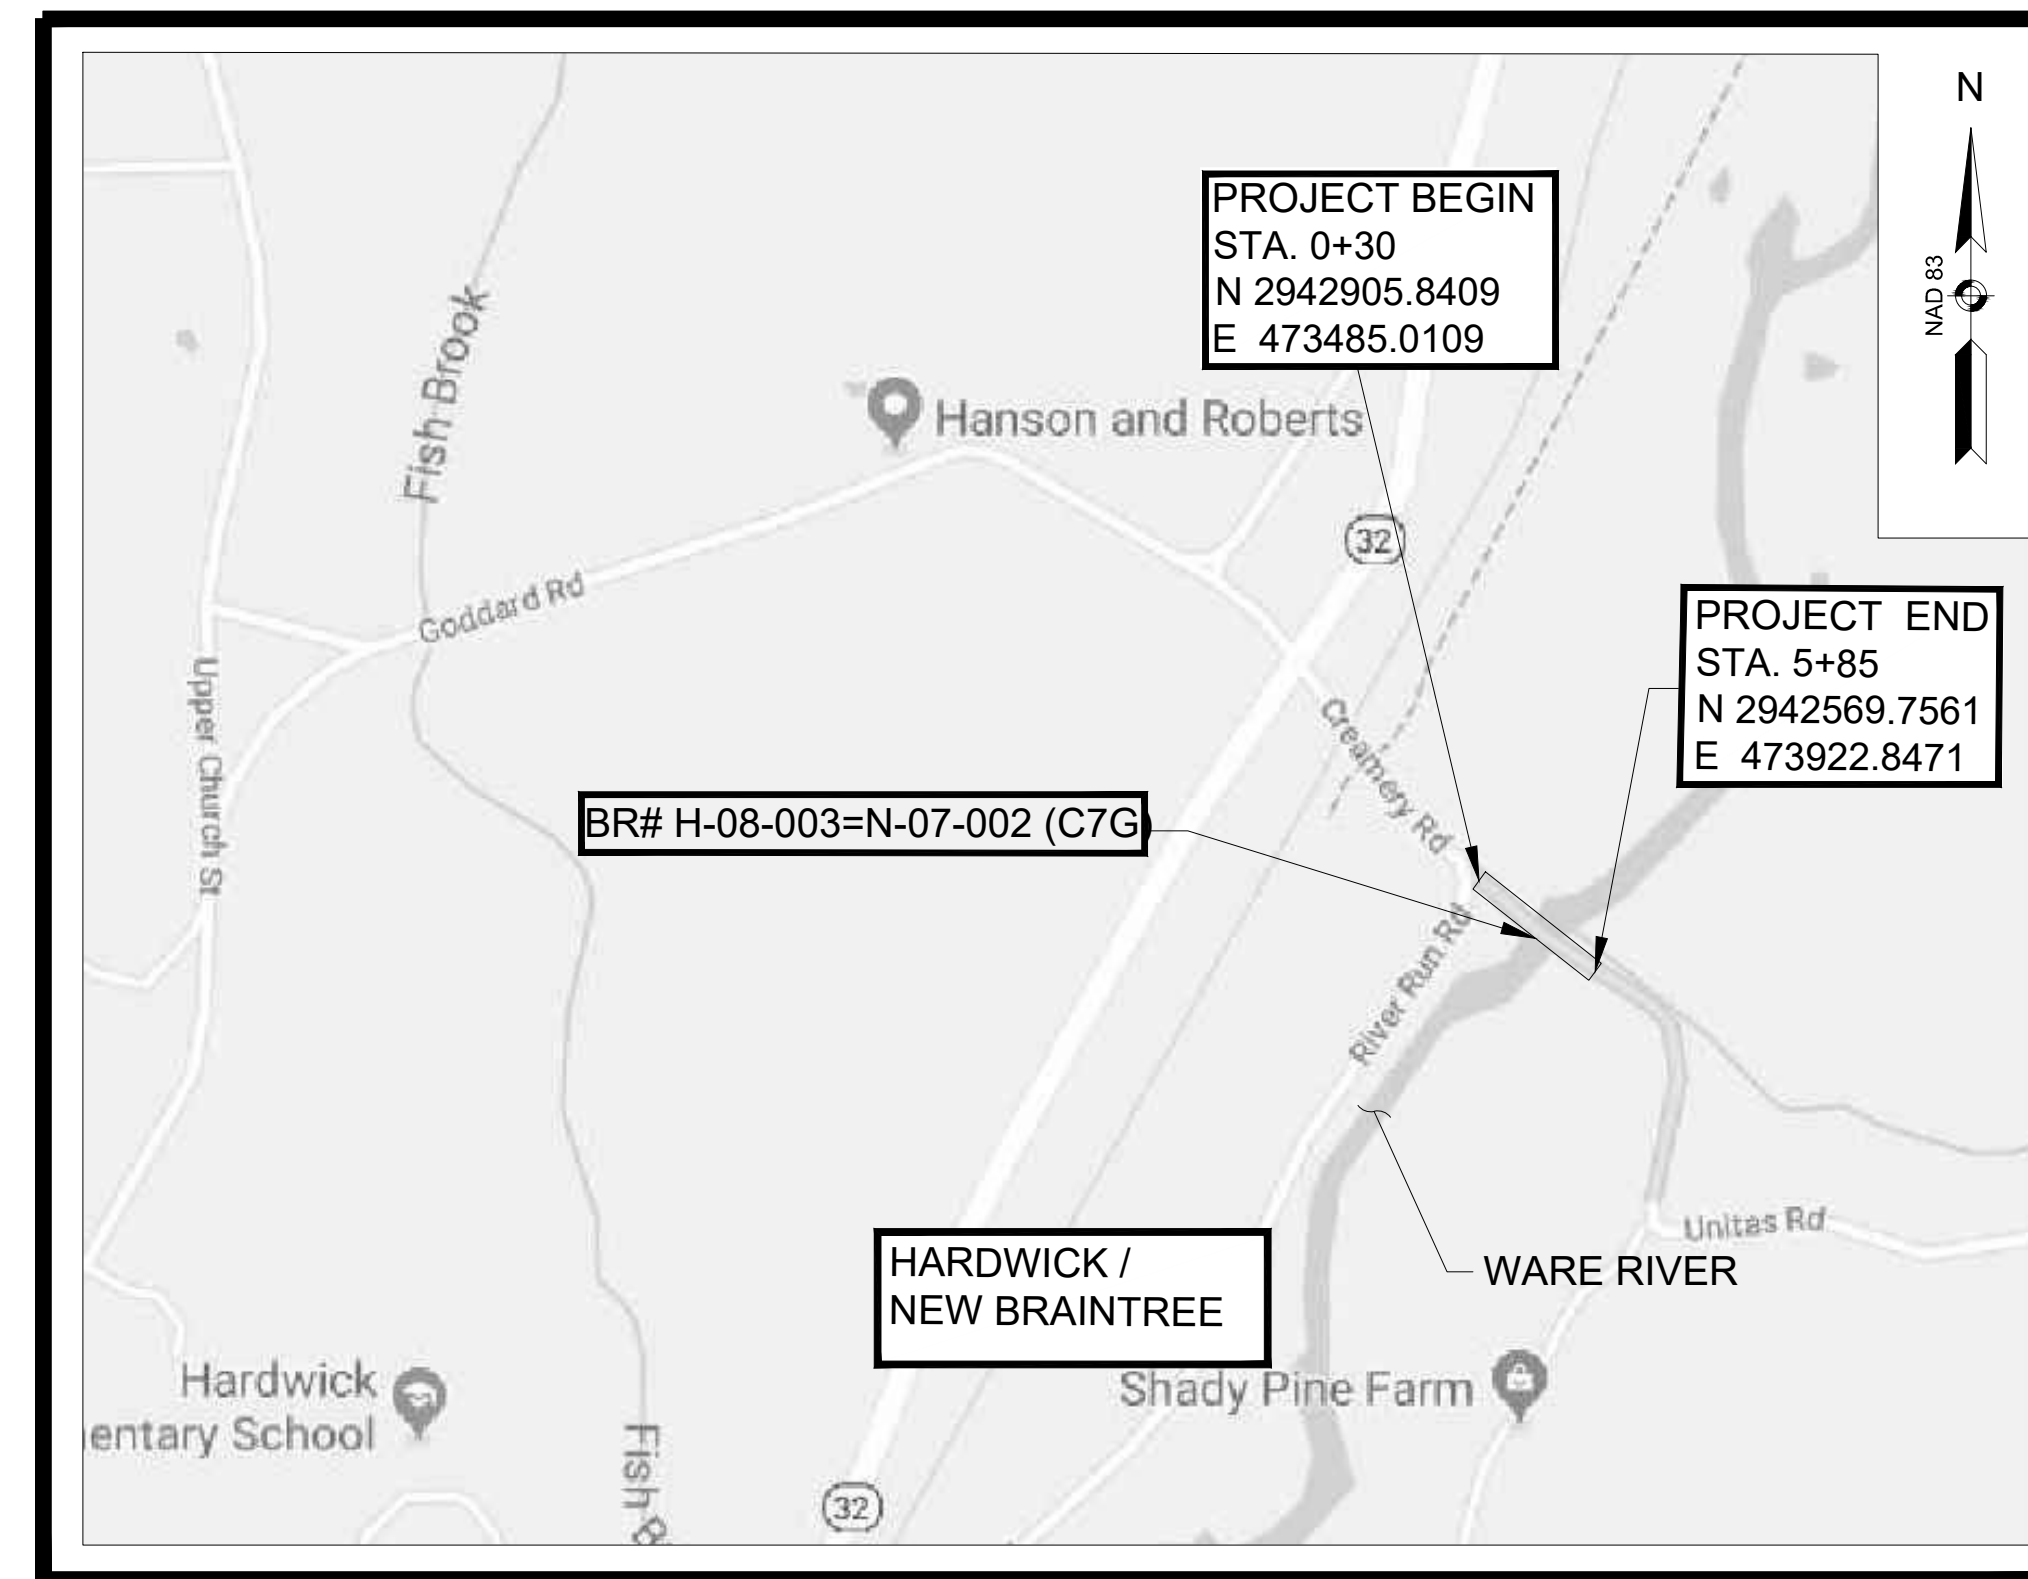 N
NAD 83
PROJECT BEGIN
STA. 0+30
N 2942905.8409
E 473485.0109
Fish Brook
Hanson and Roberts
32
Goddard Rd
PROJECT END
STA. 5+85
N 2942569.7561
E 473922.8471
Upper Church St
Creamery Rd
BR# H-08-003=N-07-002 (C7G)
River Run Rd
Unitas Rd
HARDWICK /
NEW BRAINTREE
WARE RIVER
Hardwick
entary School
Shady Pine Farm
Fish B
32